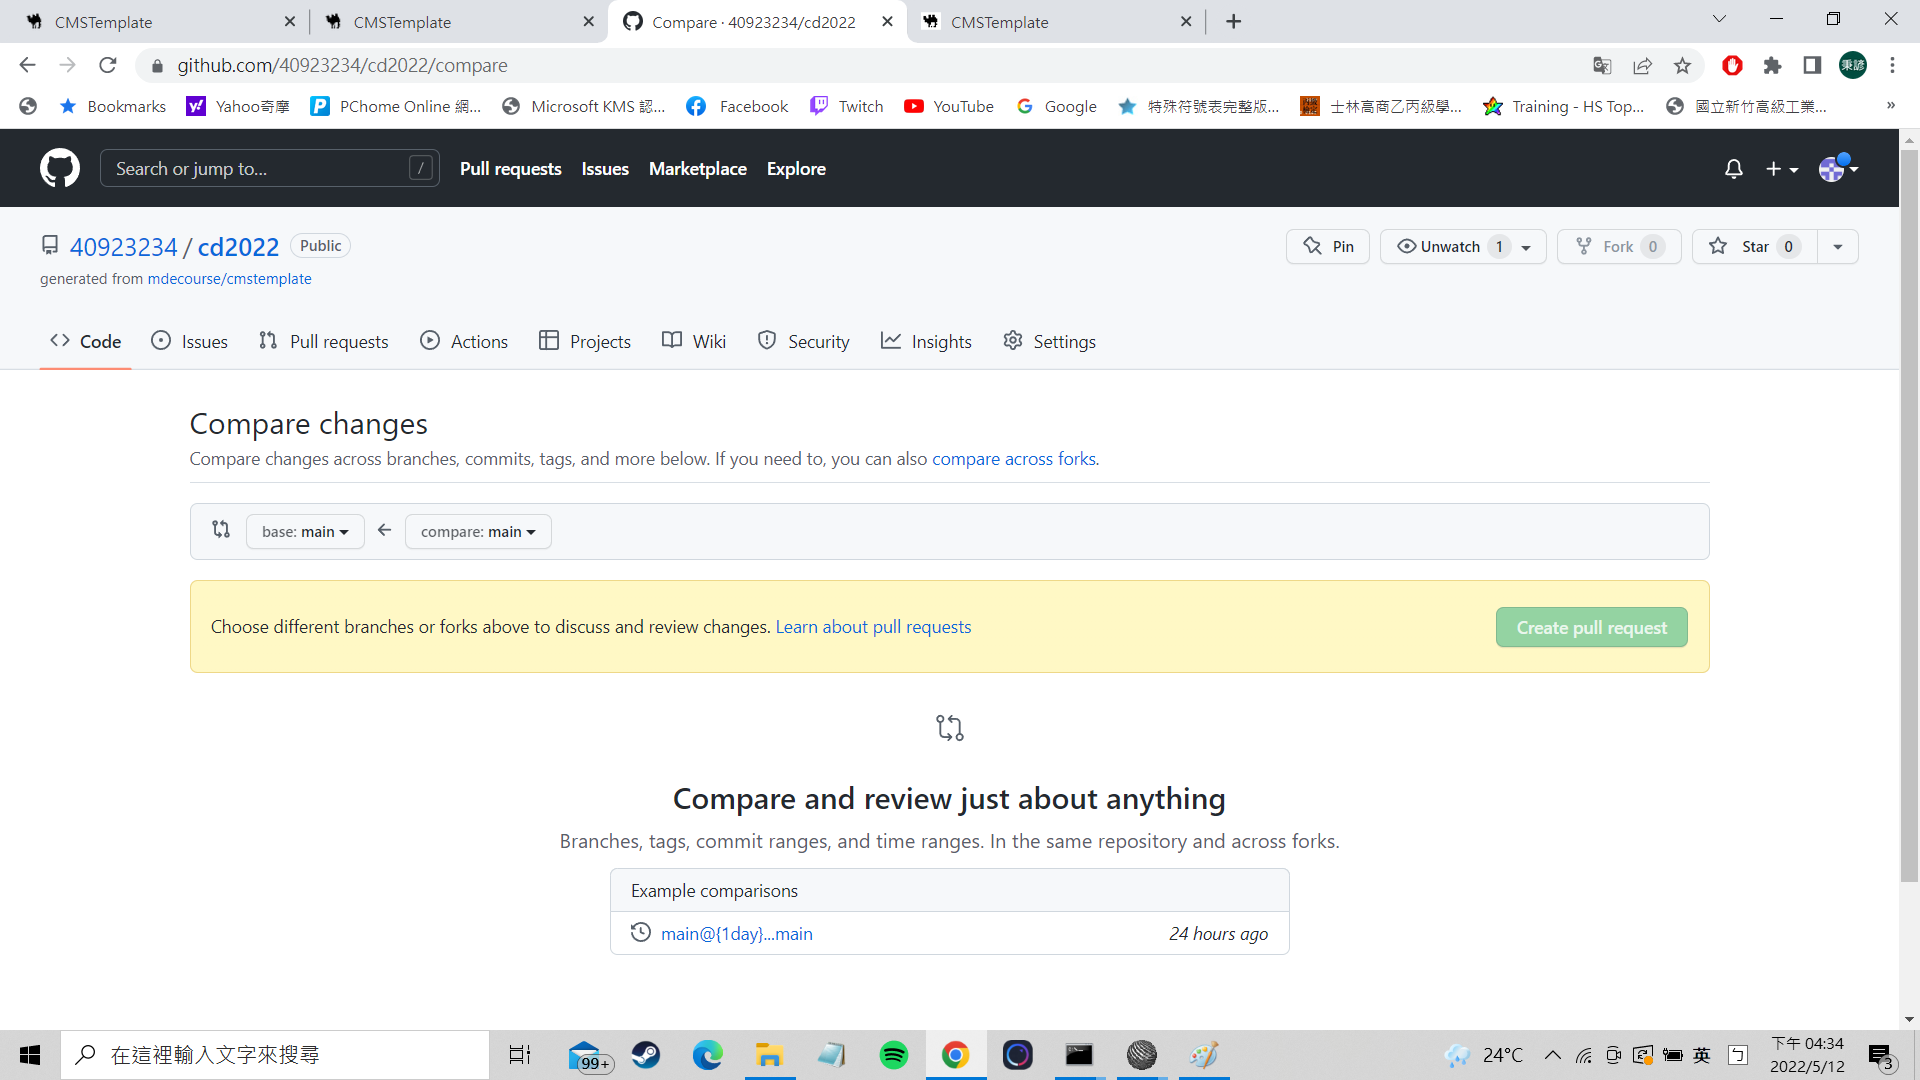 CMSTemplate
CMSTemplate
Compare · 40923234/cd2022
CMSTemplate
github.com/40923234/cd2022/compare
秉諺
Bookmarks
Yahoo奇摩
PChome Online 網...
Microsoft KMS 認...
Facebook
Twitch
YouTube
Google
特殊符號表完整版...
士林高商乙丙級學...
Training - HS Top...
國立新竹高級工業...
»
Search or jump to...
/
Pull requests
Issues
Marketplace
Explore
40923234 / cd2022 Public
generated from mdecourse/cmstemplate
Pin
Unwatch 1
Fork 0
Star 0
Code
Issues
Pull requests
Actions
Projects
Wiki
Security
Insights
Settings
Compare changes
Compare changes across branches, commits, tags, and more below. If you need to, you can also compare across forks.
base: main
compare: main
Choose different branches or forks above to discuss and review changes. Learn about pull requests
Create pull request
Compare and review just about anything
Branches, tags, commit ranges, and time ranges. In the same repository and across forks.
Example comparisons
main@{1day}...main
24 hours ago
在這裡輸入文字來搜尋
99+
24°C
英
下午 04:34
2022/5/12
3